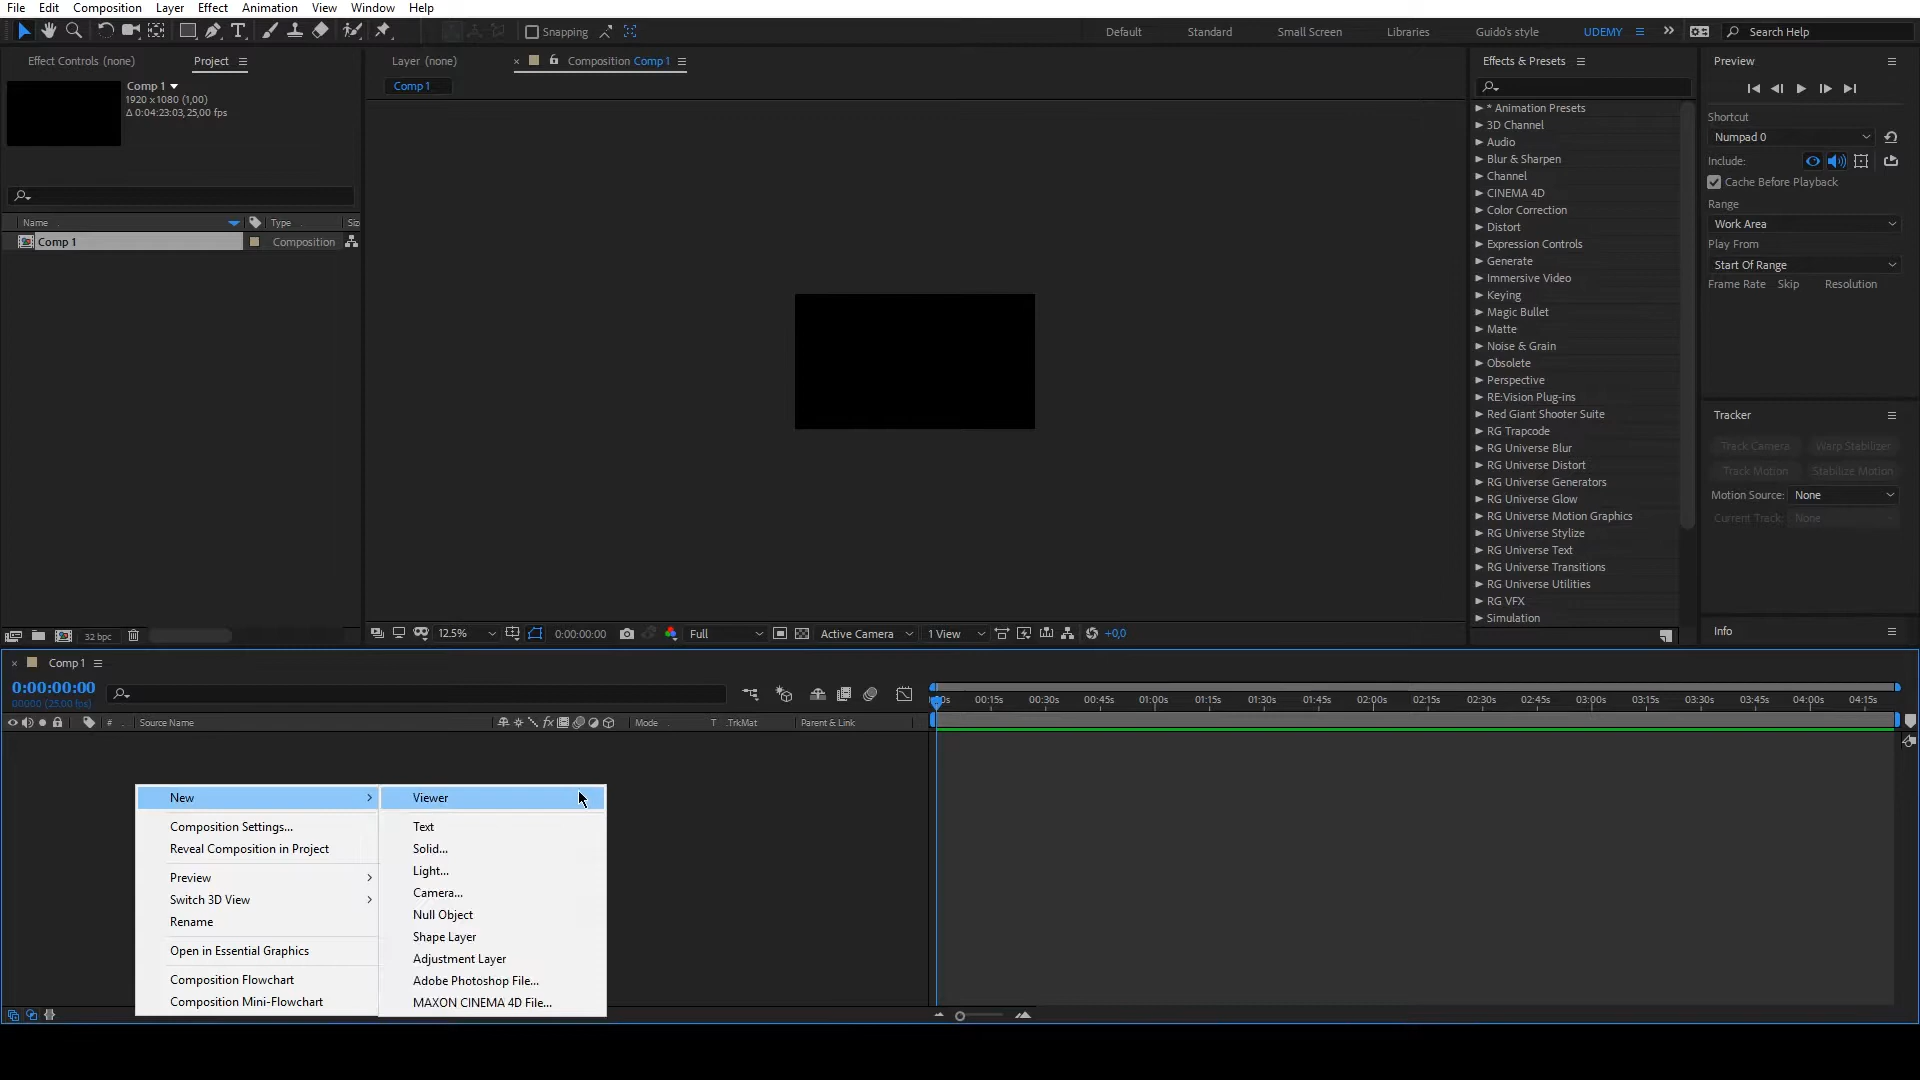 File Edit Composition Layer Effect Animation View Window Help
Snapping Default Standard Small Screen Libraries Guido's style UDEMY Search Help
Effect Controls (none) Project
Comp 1
1920 x1080 (1,00)
Δ 0:04:23:03, 25,00 fps
Name Type Siz
Comp 1 Composition
32 bpc
Layer (none) Composition Comp 1
Comp 1
12.5% 0:00:00:00 Full Active Camera 1 View +0,0
Effects & Presets
* Animation Presets
3D Channel
Audio
Blur & Sharpen
Channel
CINEMA 4D
Color Correction
Distort
Expression Controls
Generate
Immersive Video
Keying
Magic Bullet
Matte
Noise & Grain
Obsolete
Perspective
RE:Vision Plug-ins
Red Giant Shooter Suite
RG Trapcode
RG Universe Blur
RG Universe Distort
RG Universe Generators
RG Universe Glow
RG Universe Motion Graphics
RG Universe Stylize
RG Universe Text
RG Universe Transitions
RG Universe Utilities
RG VFX
Simulation
Preview
Shortcut
Numpad 0
Include:
Cache Before Playback
Range
Work Area
Play From
Start Of Range
Frame Rate Skip Resolution
Tracker
Track Camera Warp Stabilizer
Track Motion Stabilize Motion
Motion Source: None
Current Track: None
Info
Comp 1
0:00:00:00
00000 (25.00 fps)
# Source Name fx Mode T .TrkMat Parent & Link
:00s 00:15s 00:30s 00:45s 01:00s 01:15s 01:30s 01:45s 02:00s 02:15s 02:30s 02:45s 03:00s 03:15s 03:30s 03:45s 04:00s 04:15s
New
Composition Settings...
Reveal Composition in Project
Preview
Switch 3D View
Rename
Open in Essential Graphics
Composition Flowchart
Composition Mini-Flowchart
Viewer
Text
Solid...
Light...
Camera...
Null Object
Shape Layer
Adjustment Layer
Adobe Photoshop File...
MAXON CINEMA 4D File...